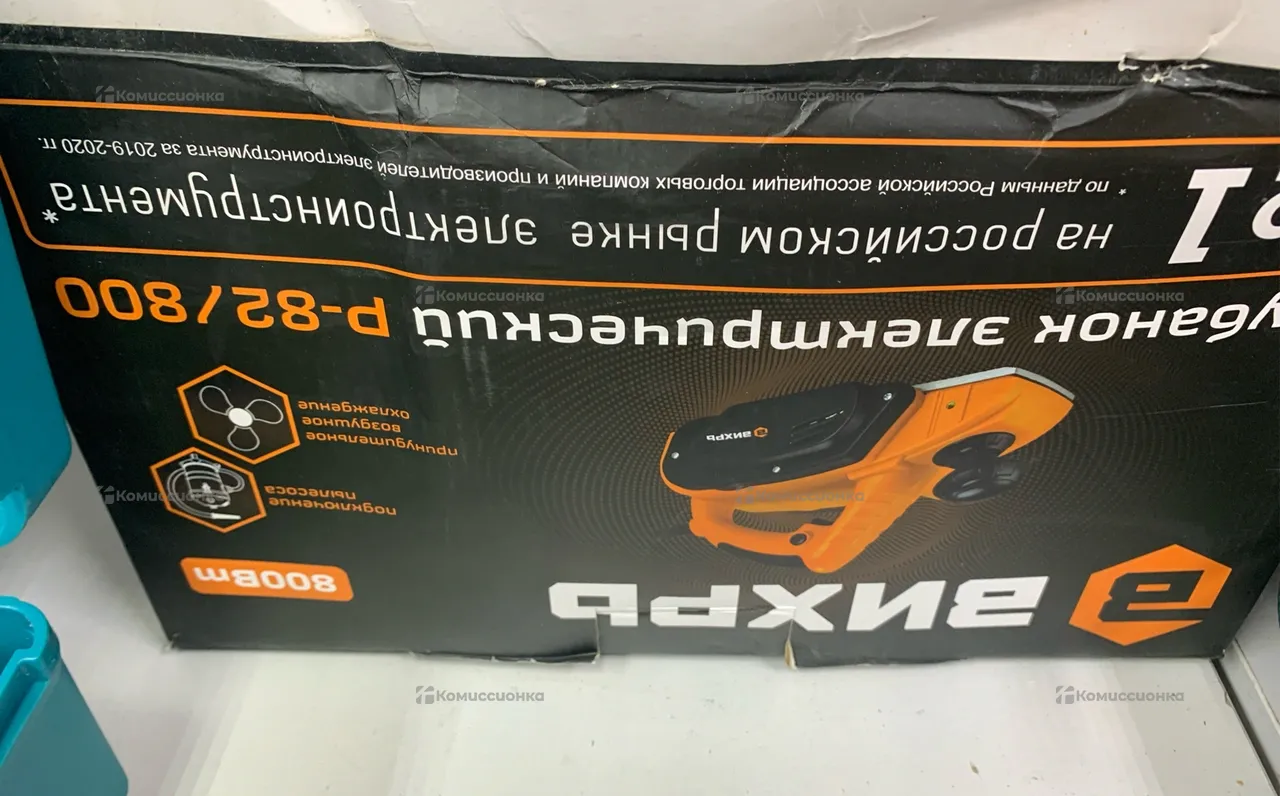 ВИХРЬ
800Вт
подключение
пылесоса
принудительное
воздушное
охлаждение
ВИХРЬ
убанок электрический Р-82/800
1
на российском рынке электроинструмента*
* по данным Российской ассоциации торговых компаний и производителей электроинструмента за 2019-2020 гг.
Комиссионка
Комиссионка
Комиссионка
Комиссионка
Комиссионка
Комиссионка
Комиссионка
Комиссионка